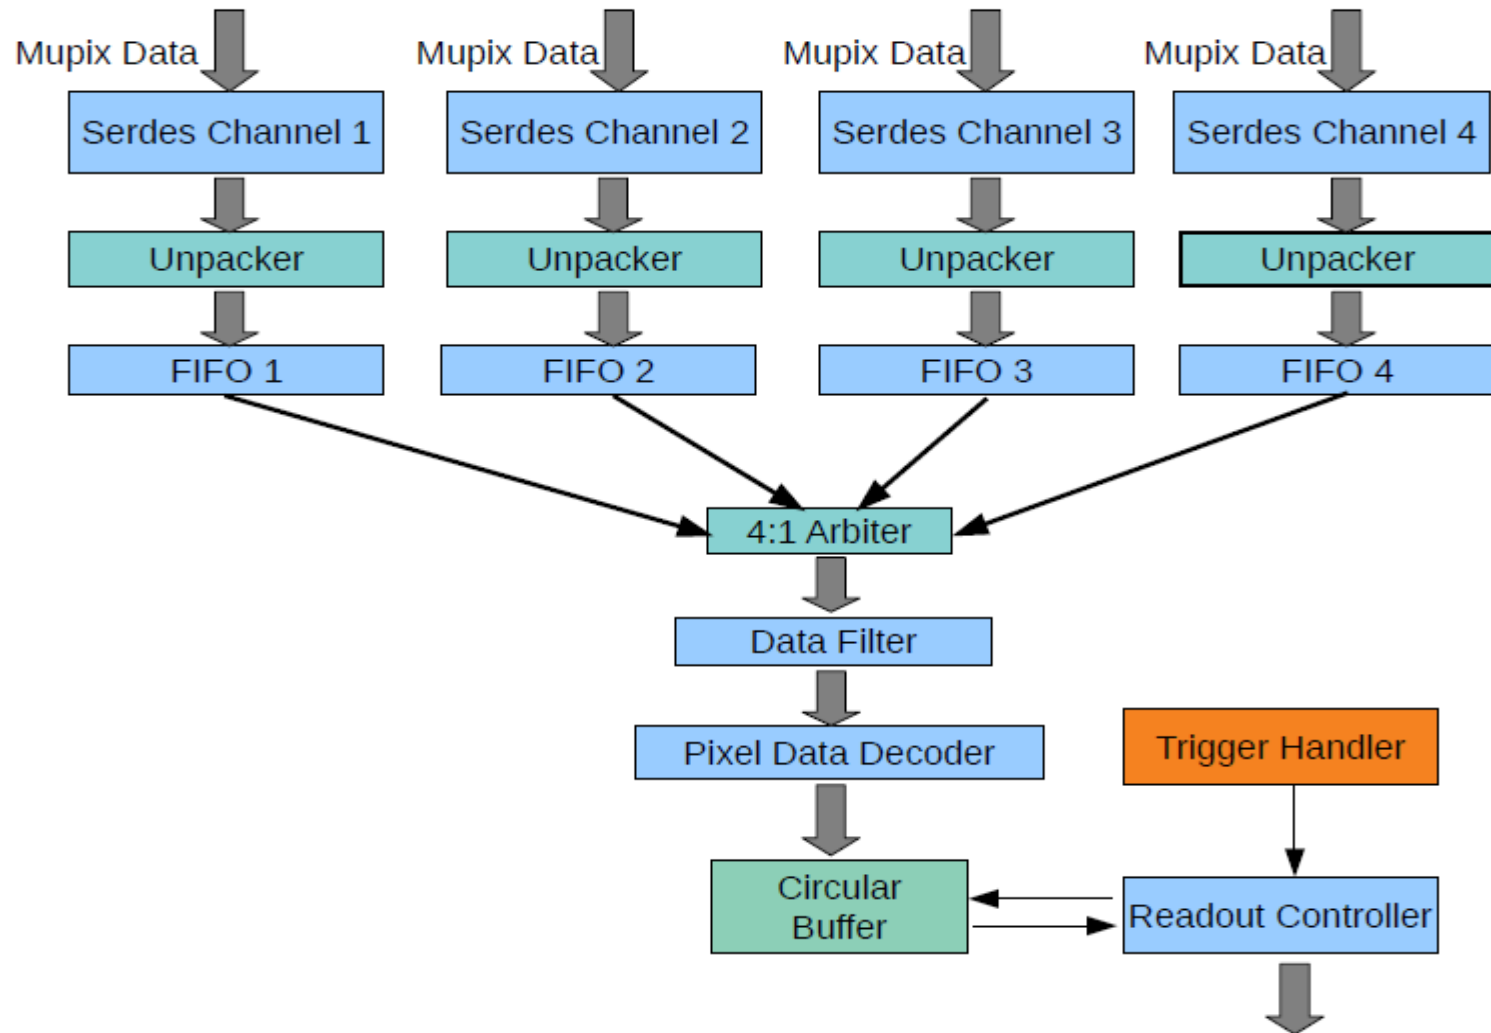 Mupix Data Mupix Data Mupix Data Mupix Data
Serdes Channel 1 Serdes Channel 2 Serdes Channel 3 Serdes Channel 4
Unpacker Unpacker Unpacker Unpacker
FIFO 1 FIFO 2 FIFO 3 FIFO 4
4:1 Arbiter
Data Filter
Pixel Data Decoder
Trigger Handler
Circular
Buffer
Readout Controller